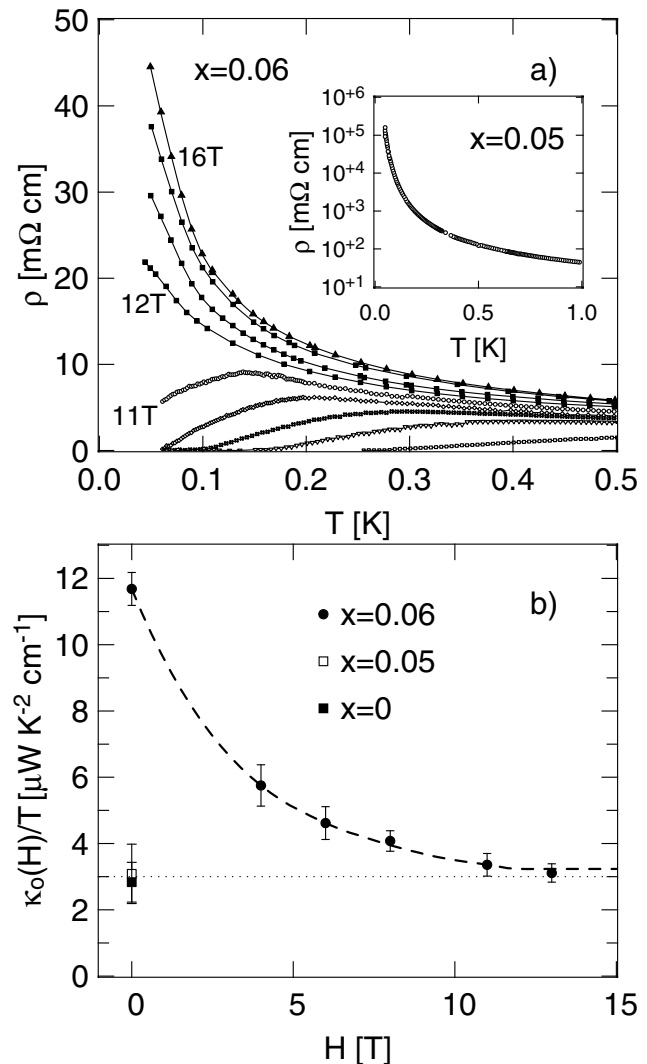 50
40
30
20
10
0
ρ [mΩ cm]
x=0.06
a)
16T
12T
11T
10+6
10+5
10+4
10+3
10+2
10+1
ρ [mΩ cm]
x=0.05
0.0 0.5 1.0
T [K]
0.0 0.1 0.2 0.3 0.4 0.5
T [K]
12
10
8
6
4
2
0
κo(H)/T [μW K-2 cm-1]
b)
x=0.06
x=0.05
x=0
0 5 10 15
H [T]